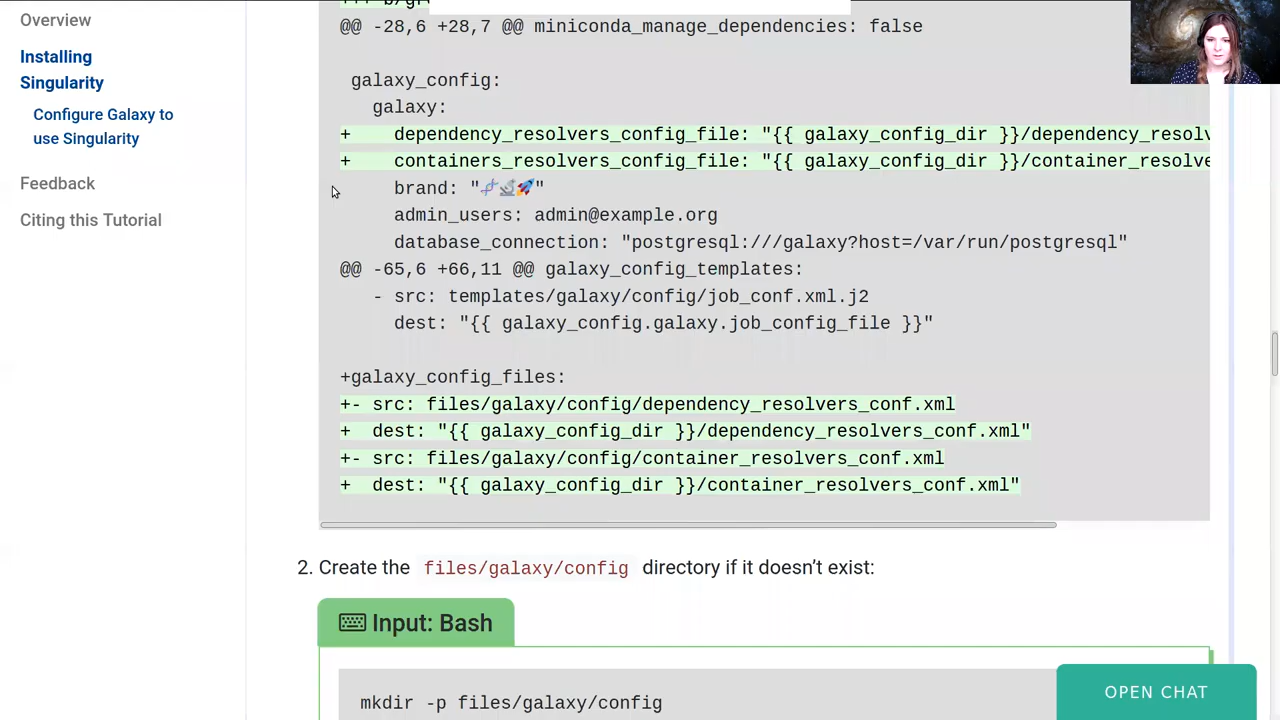 Overview
Installing
Singularity
Configure Galaxy to
use Singularity
Feedback
Citing this Tutorial
@@ -28,6 +28,7 @@ miniconda_manage_dependencies: false
galaxy_config:
galaxy:
+ dependency_resolvers_config_file: "{{ galaxy_config_dir }}/dependency_resolv
+ containers_resolvers_config_file: "{{ galaxy_config_dir }}/container_resolve
brand: "🧬🔬🚀"
admin_users: admin@example.org
database_connection: "postgresql:///galaxy?host=/var/run/postgresql"
@@ -65,6 +66,11 @@ galaxy_config_templates:
- src: templates/galaxy/config/job_conf.xml.j2
dest: "{{ galaxy_config.galaxy.job_config_file }}"
+galaxy_config_files:
+- src: files/galaxy/config/dependency_resolvers_conf.xml
+ dest: "{{ galaxy_config_dir }}/dependency_resolvers_conf.xml"
+- src: files/galaxy/config/container_resolvers_conf.xml
+ dest: "{{ galaxy_config_dir }}/container_resolvers_conf.xml"
2. Create the files/galaxy/config directory if it doesn’t exist:
Input: Bash
mkdir -p files/galaxy/config
OPEN CHAT